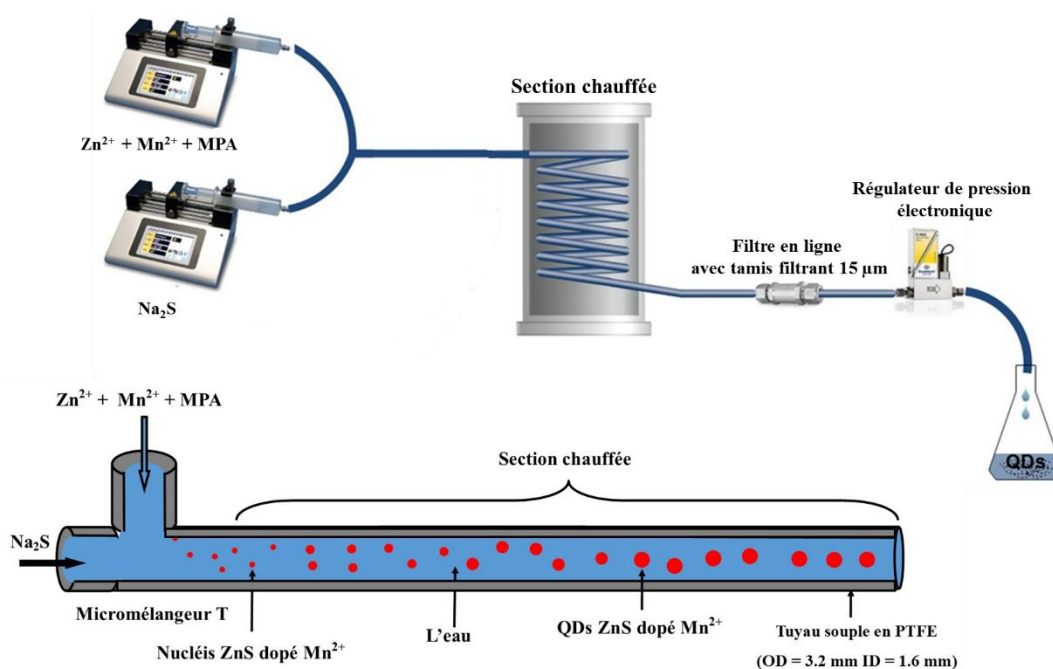 Zn²⁺ + Mn²⁺ + MPA
Na₂S
Section chauffée
Régulateur de pression
électronique
Filtre en ligne
avec tamis filtrant 15 µm
QDs
Zn²⁺ + Mn²⁺ + MPA
Section chauffée
Na₂S
Micromélangeur T
Nucléis ZnS dopé Mn²⁺
L'eau
QDs ZnS dopé Mn²⁺
Tuyau souple en PTFE
(OD = 3.2 mm ID = 1.6 mm)